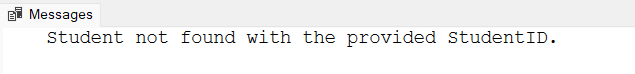 Messages
Student not found with the provided StudentID.